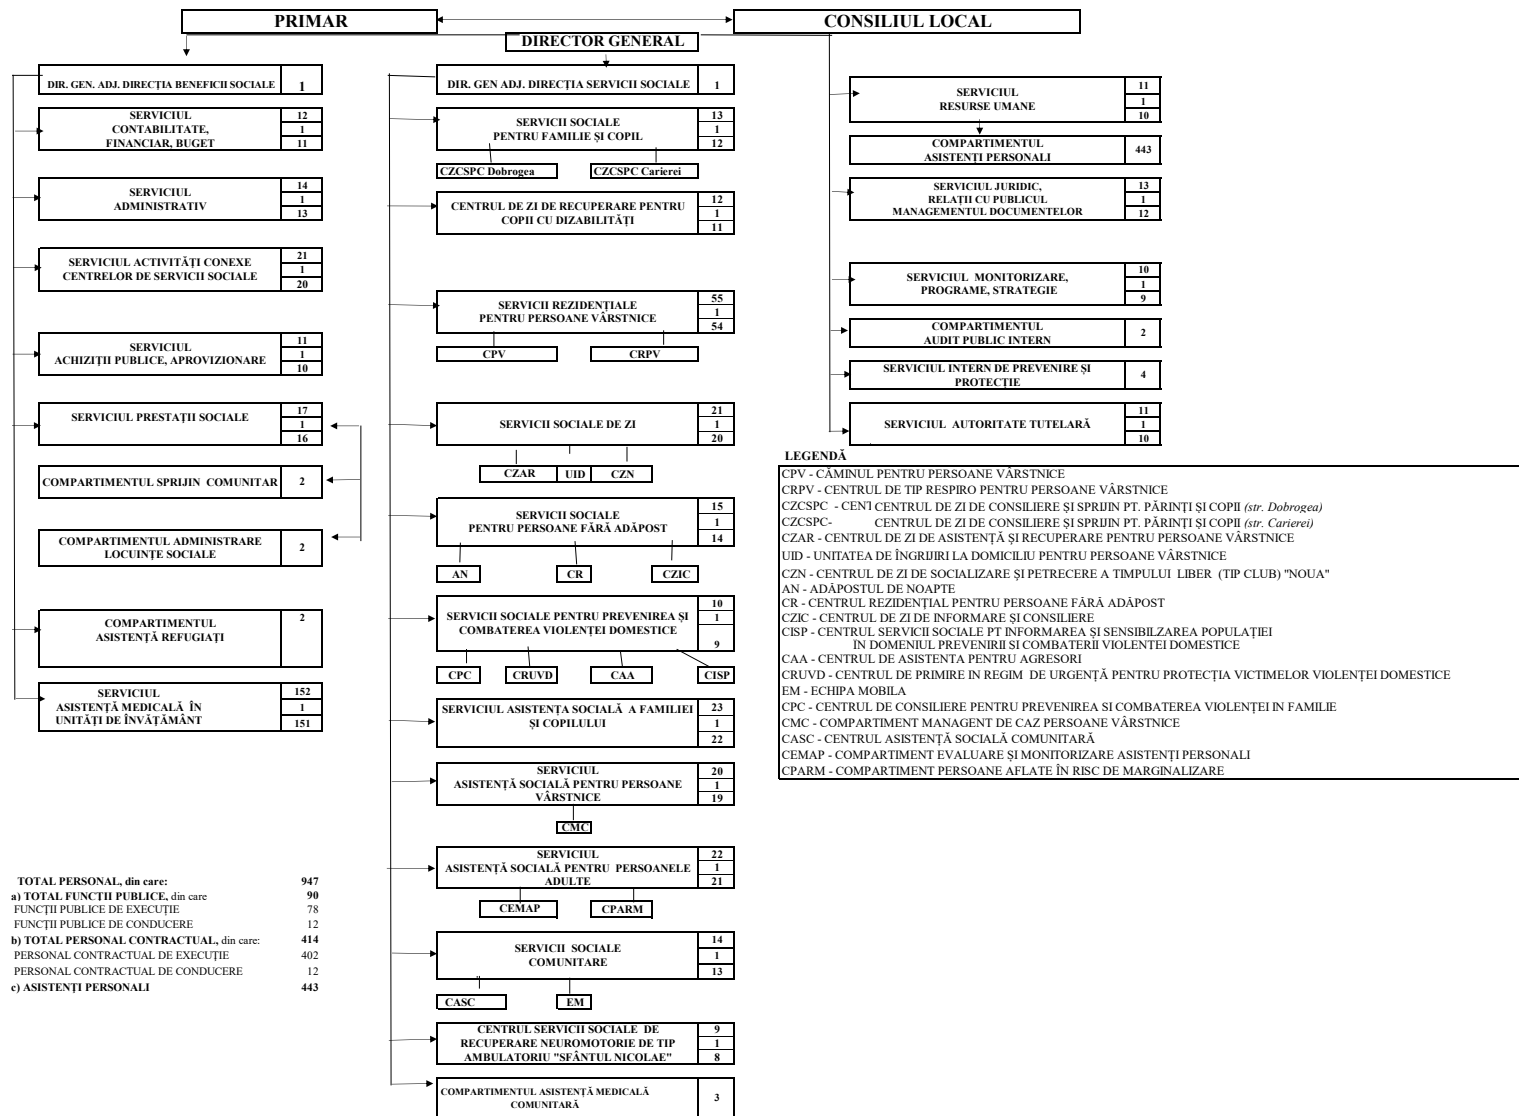 PRIMAR
CONSILIUL LOCAL
DIRECTOR GENERAL
DIR. GEN. ADJ. DIRECȚIA BENEFICII SOCIALE 1
SERVICIUL 12
CONTABILITATE, 1
FINANCIAR, BUGET 11
SERVICIUL 14
ADMINISTRATIV 1
13
SERVICIUL ACTIVITĂȚI CONEXE 21
CENTRELOR DE SERVICII SOCIALE 1
20
SERVICIUL 11
ACHIZIȚII PUBLICE, APROVIZIONARE 1
10
SERVICIUL PRESTAȚII SOCIALE 17
1
16
COMPARTIMENTUL SPRIJIN COMUNITAR 2
COMPARTIMENTUL ADMINISTRARE
LOCUINȚE SOCIALE 2
COMPARTIMENTUL 2
ASISTENȚĂ REFUGIAȚI
SERVICIUL 152
ASISTENȚĂ MEDICALĂ ÎN 1
UNITĂȚI DE ÎNVĂȚĂMÂNT 151
DIR. GEN ADJ. DIRECȚIA SERVICII SOCIALE 1
SERVICII SOCIALE 13
PENTRU FAMILIE ȘI COPIL 1
12
CZCSPC Dobrogea CZCSPC Carierei
CENTRUL DE ZI DE RECUPERARE PENTRU 12
COPII CU DIZABILITĂȚI 1
11
SERVICII REZIDENȚIALE 55
PENTRU PERSOANE VÂRSTNICE 1
54
CPV CRPV
SERVICII SOCIALE DE ZI 21
1
20
CZAR UID CZN
SERVICII SOCIALE 15
PENTRU PERSOANE FĂRĂ ADĂPOST 1
14
AN CR CZIC
SERVICII SOCIALE PENTRU PREVENIREA ȘI 10
COMBATEREA VIOLENȚEI DOMESTICE 1
9
CPC CRUVD CAA CISP
SERVICIUL ASISTENȚA SOCIALĂ A FAMILIEI 23
ȘI COPILULUI 1
22
SERVICIUL 20
ASISTENȚĂ SOCIALĂ PENTRU PERSOANE 1
VÂRSTNICE 19
CMC
SERVICIUL 22
ASISTENȚĂ SOCIALĂ PENTRU PERSOANELE 1
ADULTE 21
CEMAP CPARM
SERVICII SOCIALE 14
COMUNITARE 1
13
CASC EM
CENTRUL SERVICII SOCIALE DE 9
RECUPERARE NEUROMOTORIE DE TIP 1
AMBULATORIU "SFÂNTUL NICOLAE" 8
COMPARTIMENTUL ASISTENȚĂ MEDICALĂ
COMUNITARĂ 3
SERVICIUL 11
RESURSE UMANE 1
10
COMPARTIMENTUL
ASISTENȚI PERSONALI 443
SERVICIUL JURIDIC, 13
RELAȚII CU PUBLICUL 1
MANAGEMENTUL DOCUMENTELOR 12
SERVICIUL MONITORIZARE, 10
PROGRAME, STRATEGIE 1
9
COMPARTIMENTUL
AUDIT PUBLIC INTERN 2
SERVICIUL INTERN DE PREVENIRE ȘI
PROTECȚIE 4
SERVICIUL AUTORITATE TUTELARĂ 11
1
10
LEGENDĂ
CPV - CĂMINUL PENTRU PERSOANE VÂRSTNICE
CRPV - CENTRUL DE TIP RESPIRO PENTRU PERSOANE VÂRSTNICE
CZCSPC - CENT CENTRUL DE ZI DE CONSILIERE ȘI SPRIJIN PT. PĂRINȚI ȘI COPII (str. Dobrogea)
CZCSPC- CENTRUL DE ZI DE CONSILIERE ȘI SPRIJIN PT. PĂRINȚI ȘI COPII (str. Carierei)
CZAR - CENTRUL DE ZI DE ASISTENȚĂ ȘI RECUPERARE PENTRU PERSOANE VÂRSTNICE
UID - UNITATEA DE ÎNGRIJIRI LA DOMICILIU PENTRU PERSOANE VÂRSTNICE
CZN - CENTRUL DE ZI DE SOCIALIZARE ȘI PETRECERE A TIMPULUI LIBER (TIP CLUB) "NOUA"
AN - ADĂPOSTUL DE NOAPTE
CR - CENTRUL REZIDENȚIAL PENTRU PERSOANE FĂRĂ ADĂPOST
CZIC - CENTRUL DE ZI DE INFORMARE ȘI CONSILIERE
CISP - CENTRUL SERVICII SOCIALE PT INFORMAREA ȘI SENSIBILZAREA POPULAȚIEI
ÎN DOMENIUL PREVENIRII SI COMBATERII VIOLENTEI DOMESTICE
CAA - CENTRUL DE ASISTENTA PENTRU AGRESORI
CRUVD - CENTRUL DE PRIMIRE IN REGIM DE URGENȚĂ PENTRU PROTECȚIA VICTIMELOR VIOLENȚEI DOMESTICE
EM - ECHIPA MOBILA
CPC - CENTRUL DE CONSILIERE PENTRU PREVENIREA SI COMBATEREA VIOLENȚEI IN FAMILIE
CMC - COMPARTIMENT MANAGENT DE CAZ PERSOANE VÂRSTNICE
CASC - CENTRUL ASISTENȚĂ SOCIALĂ COMUNITARĂ
CEMAP - COMPARTIMENT EVALUARE ȘI MONITORIZARE ASISTENȚI PERSONALI
CPARM - COMPARTIMENT PERSOANE AFLATE ÎN RISC DE MARGINALIZARE
TOTAL PERSONAL, din care: 947
a) TOTAL FUNCȚII PUBLICE, din care 90
FUNCȚII PUBLICE DE EXECUȚIE 78
FUNCȚII PUBLICE DE CONDUCERE 12
b) TOTAL PERSONAL CONTRACTUAL, din care: 414
PERSONAL CONTRACTUAL DE EXECUȚIE 402
PERSONAL CONTRACTUAL DE CONDUCERE 12
c) ASISTENȚI PERSONALI 443